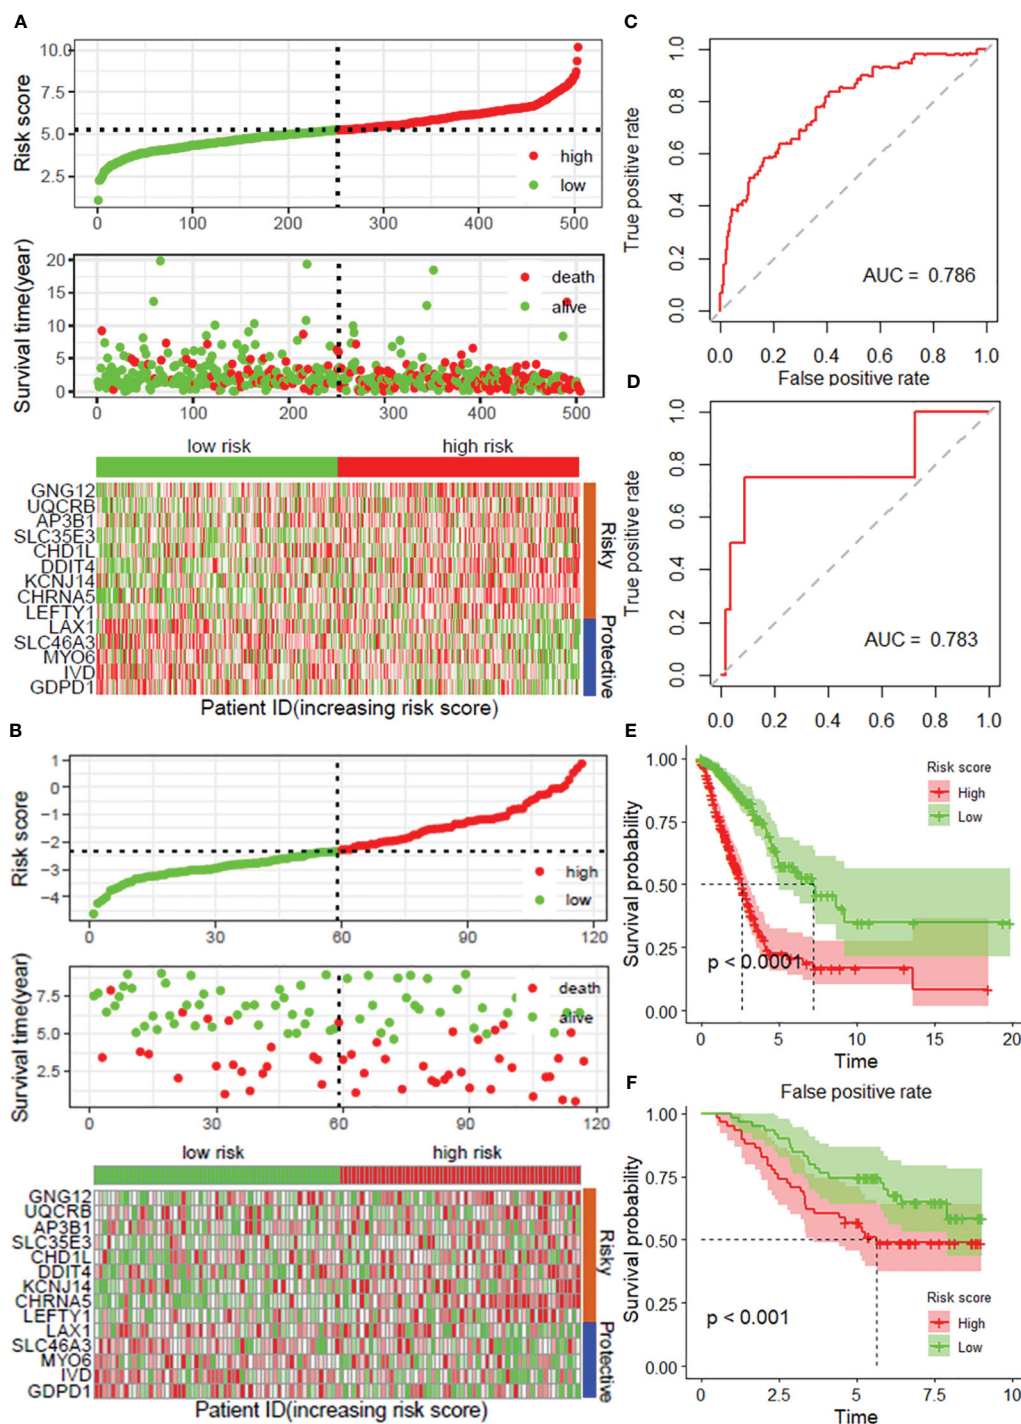 A
Risk score
10.0
7.5
5.0
2.5
high
low
0 100 200 300 400 500
Survival time(year)
20
15
10
5
0
death
alive
0 100 200 300 400 500
low risk high risk
GNG12
UQCRB
AP3B1
SLC35E3
CHD1L
DDIT4
KCNJ14
CHRNA5
LEFTY1
LAX1
SLC46A3
MYO6
IVD
GDPD1
Risky
Protective
Patient ID(increasing risk score)
B
Risk score
1
0
−1
−2
−3
−4
high
low
0 30 60 90 120
Survival time(year)
7.5
5.0
2.5
death
alive
0 30 60 90 120
low risk high risk
GNG12
UQCRB
AP3B1
SLC35E3
CHD1L
DDIT4
KCNJ14
CHRNA5
LEFTY1
LAX1
SLC46A3
MYO6
IVD
GDPD1
Risky
Protective
Patient ID(increasing risk score)
C
True positive rate
1.0
0.8
0.6
0.4
0.2
0.0
AUC = 0.786
0.0 0.2 0.4 0.6 0.8 1.0
False positive rate
D
True positive rate
1.0
0.8
0.6
0.4
0.2
0.0
AUC = 0.783
0.0 0.2 0.4 0.6 0.8 1.0
E
Survival probability
1.00
0.75
0.50
0.25
0.00
Risk score
High
Low
p < 0.0001
0 5 10 15 20
Time
False positive rate
F
Survival probability
1.00
0.75
0.50
0.25
0.00
p < 0.001
Risk score
High
Low
0 2.5 5 7.5 10
Time